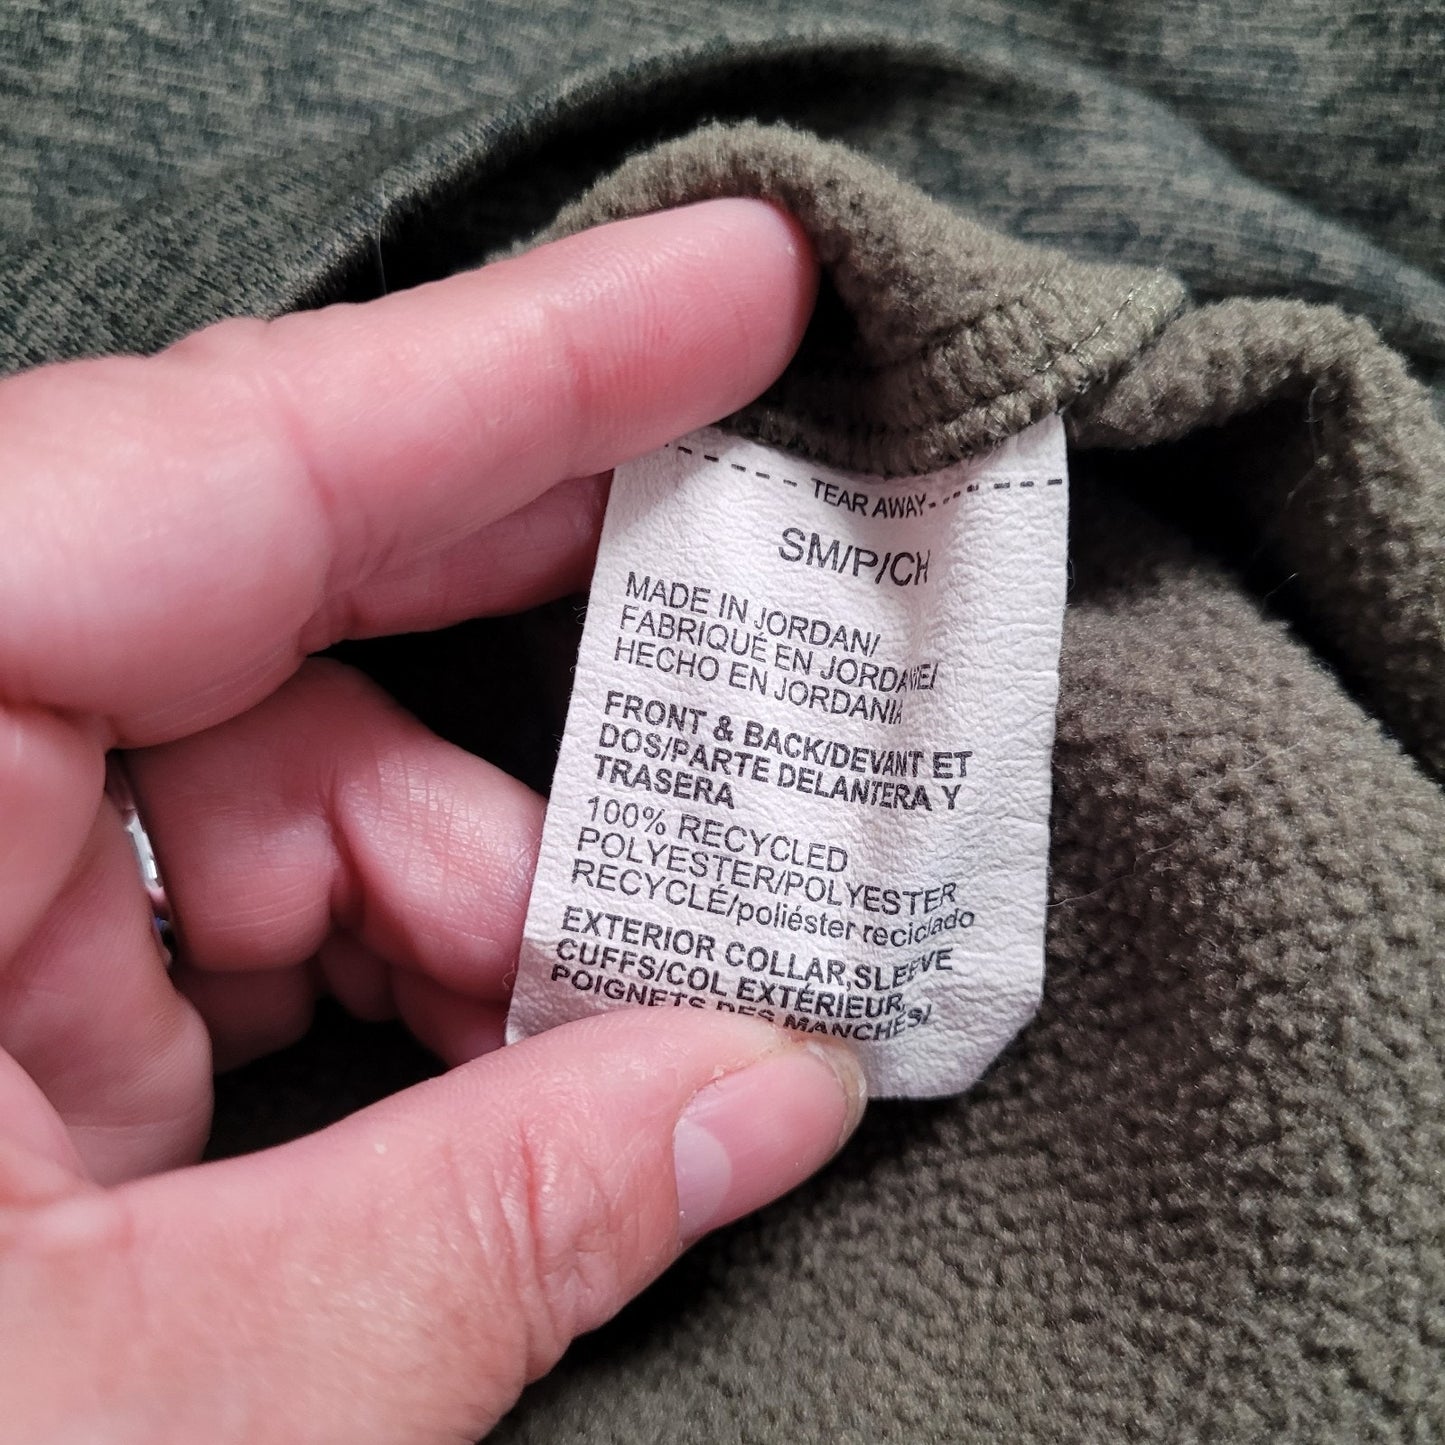 TEAR AWAY
SM/P/CH
MADE IN JORDAN/
FABRIQUÉ EN JORDANIE/
HECHO EN JORDANIA
FRONT & BACK/DEVANT ET
DOS/PARTE DELANTERA Y
TRASERA
100% RECYCLED
POLYESTER/POLYESTER
RECYCLÉ/poliéster reciclado
EXTERIOR COLLAR,SLEEVE
CUFFS/COL EXTÉRIEUR,
POIGNETS DES MANCHES/